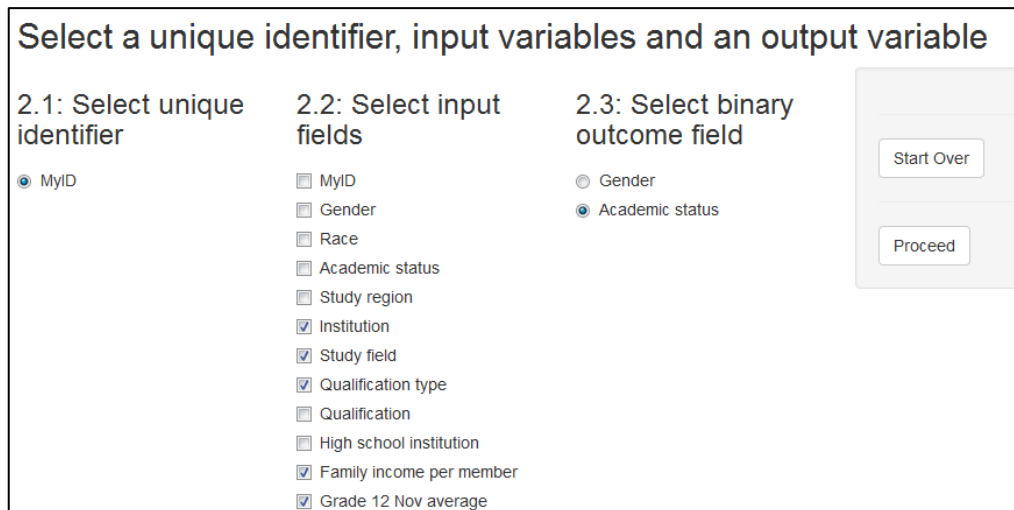 Select a unique identifier, input variables and an output variable
2.1: Select unique
identifier
MyID
2.2: Select input
fields
MyID
Gender
Race
Academic status
Study region
Institution
Study field
Qualification type
Qualification
High school institution
Family income per member
Grade 12 Nov average
2.3: Select binary
outcome field
Gender
Academic status
Start Over
Proceed